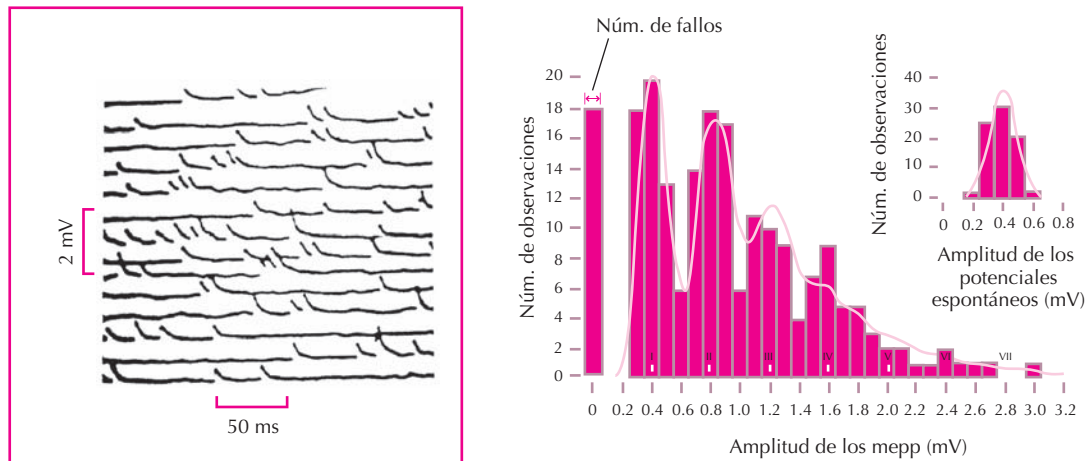 2 mV
50 ms
Núm. de fallos
Núm. de observaciones
20
18
16
14
12
10
8
6
4
2
0
I II III IV V VI VII
0 0.2 0.4 0.6 0.8 1.0 1.2 1.4 1.6 1.8 2.0 2.2 2.4 2.6 2.8 3.0 3.2
Amplitud de los mepp (mV)
Núm. de observaciones
40
30
20
10
0
0 0.2 0.4 0.6 0.8
Amplitud de los
potenciales
espontáneos (mV)